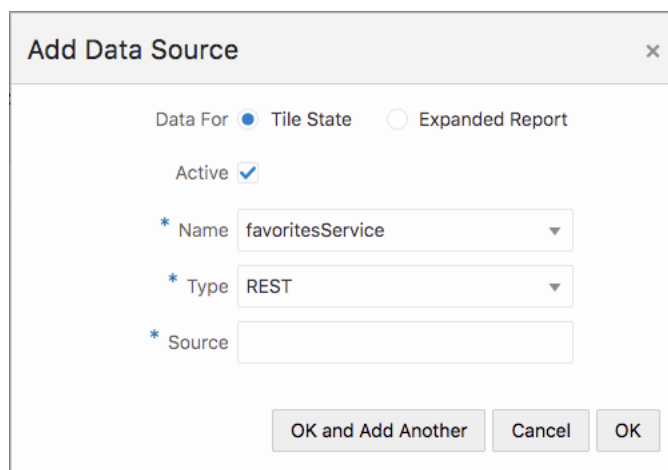 Add Data Source ×
Data For Tile State Expanded Report
Active
* Name favoritesService
* Type REST
* Source
OK and Add Another Cancel OK